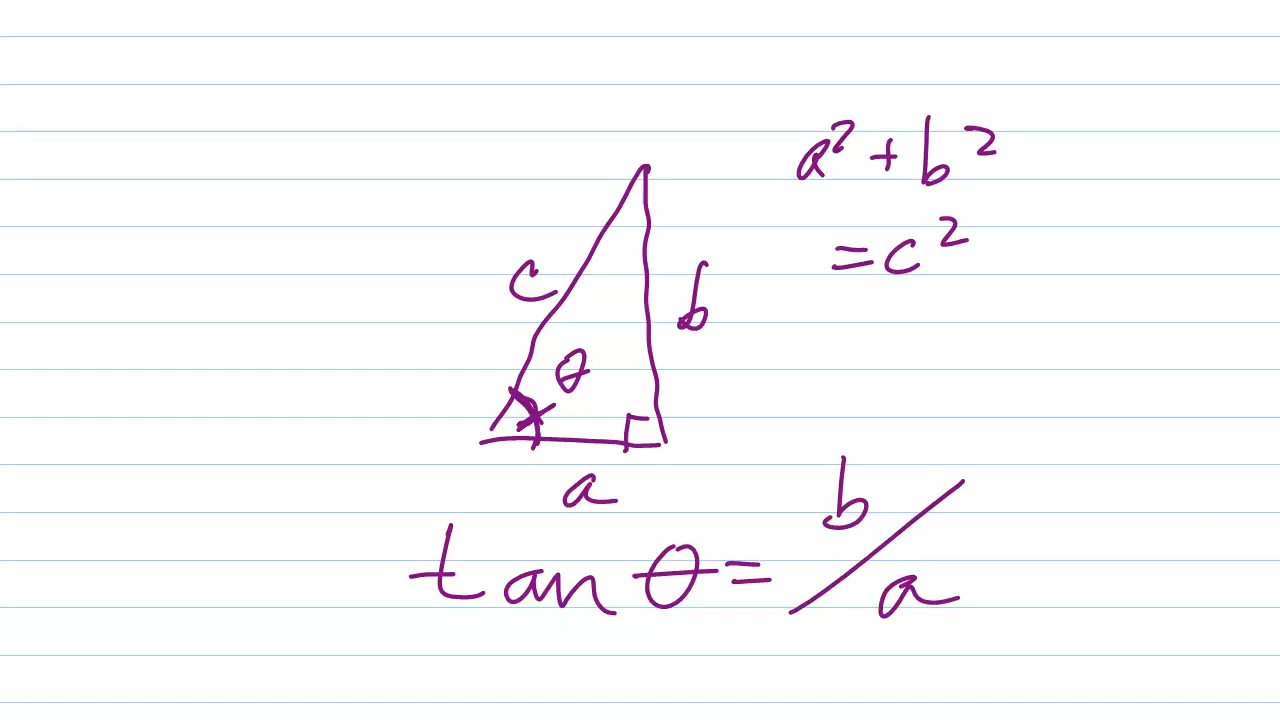 a² + b²
= c²
c
b
θ
a
tan θ = b/a